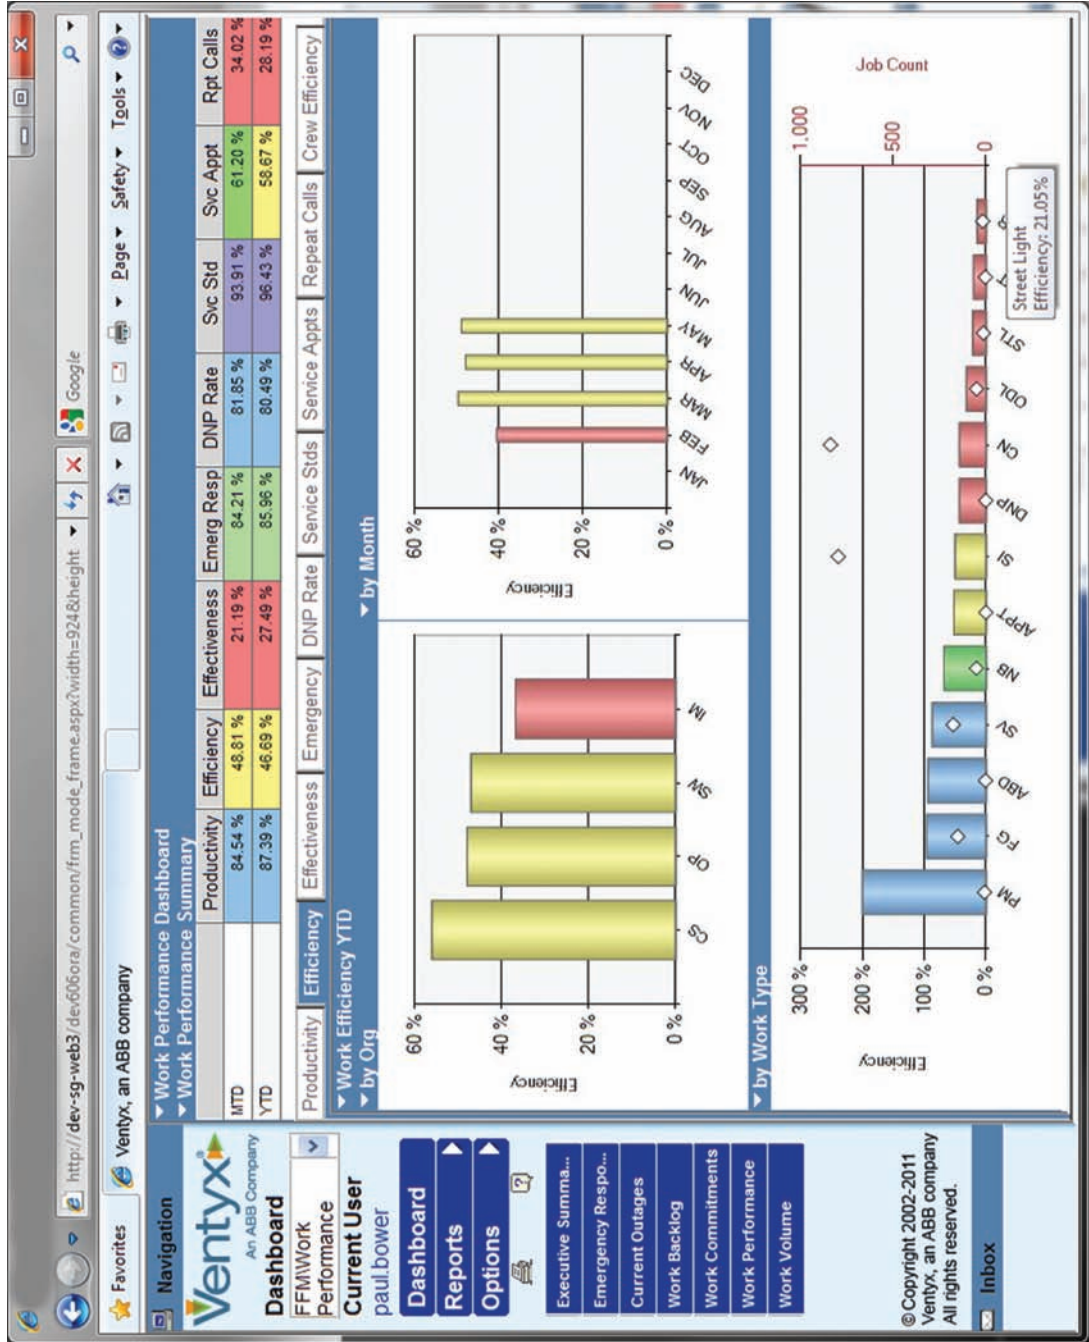 http://dev-sg-web3/dev606ora/common/frm_mode_frame.aspx?width=924&height
Google
Favorites
Ventyx, an ABB company
Page
Safety
Tools
Navigation
Ventyx
An ABB Company
Dashboard
FFMWork
Performance
Current User
paul.bower
Dashboard
Reports
Options
Executive Summa...
Emergency Respo...
Current Outages
Work Backlog
Work Commitments
Work Performance
Work Volume
© Copyright 2002-2011
Ventyx, an ABB company
All rights reserved.
Inbox
Work Performance Dashboard
Work Performance Summary
Productivity Efficiency Effectiveness Emerg Resp DNP Rate Svc Std Svc Appt Rpt Calls
MTD 84.54 % 48.81 % 21.19 % 84.21 % 81.85 % 93.91 % 61.20 % 34.02 %
YTD 87.39 % 46.69 % 27.49 % 85.96 % 80.49 % 96.43 % 58.67 % 28.19 %
Productivity Efficiency Effectiveness Emergency DNP Rate Service Stds Service Appts Repeat Calls Crew Efficiency
Work Efficiency YTD
by Org
Efficiency
60 %
40 %
20 %
0 %
CS OP SW IM
by Month
Efficiency
60 %
40 %
20 %
0 %
JAN FEB MAR APR MAY JUN JUL AUG SEP OCT NOV DEC
by Work Type
Efficiency
300 %
200 %
100 %
0 %
PM FG ABD SV NB APPT SI DNP CN ODL STL
1.000
500
0
Job Count
Street Light
Efficiency: 21.05%